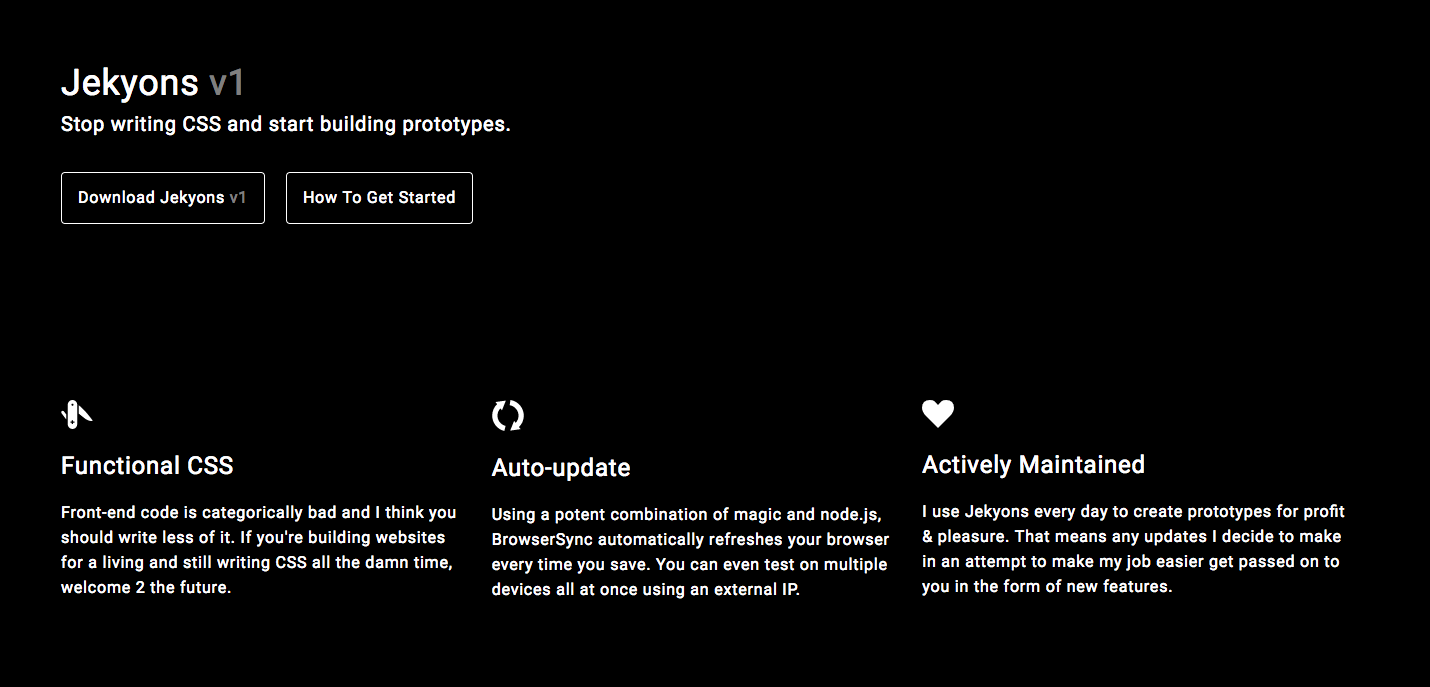 Jekyons v1
Stop writing CSS and start building prototypes.
Download Jekyons v1
How To Get Started
Functional CSS
Front-end code is categorically bad and I think you
should write less of it. If you're building websites
for a living and still writing CSS all the damn time,
welcome 2 the future.
Auto-update
Using a potent combination of magic and node.js,
BrowserSync automatically refreshes your browser
every time you save. You can even test on multiple
devices all at once using an external IP.
Actively Maintained
I use Jekyons every day to create prototypes for profit
& pleasure. That means any updates I decide to make
in an attempt to make my job easier get passed on to
you in the form of new features.